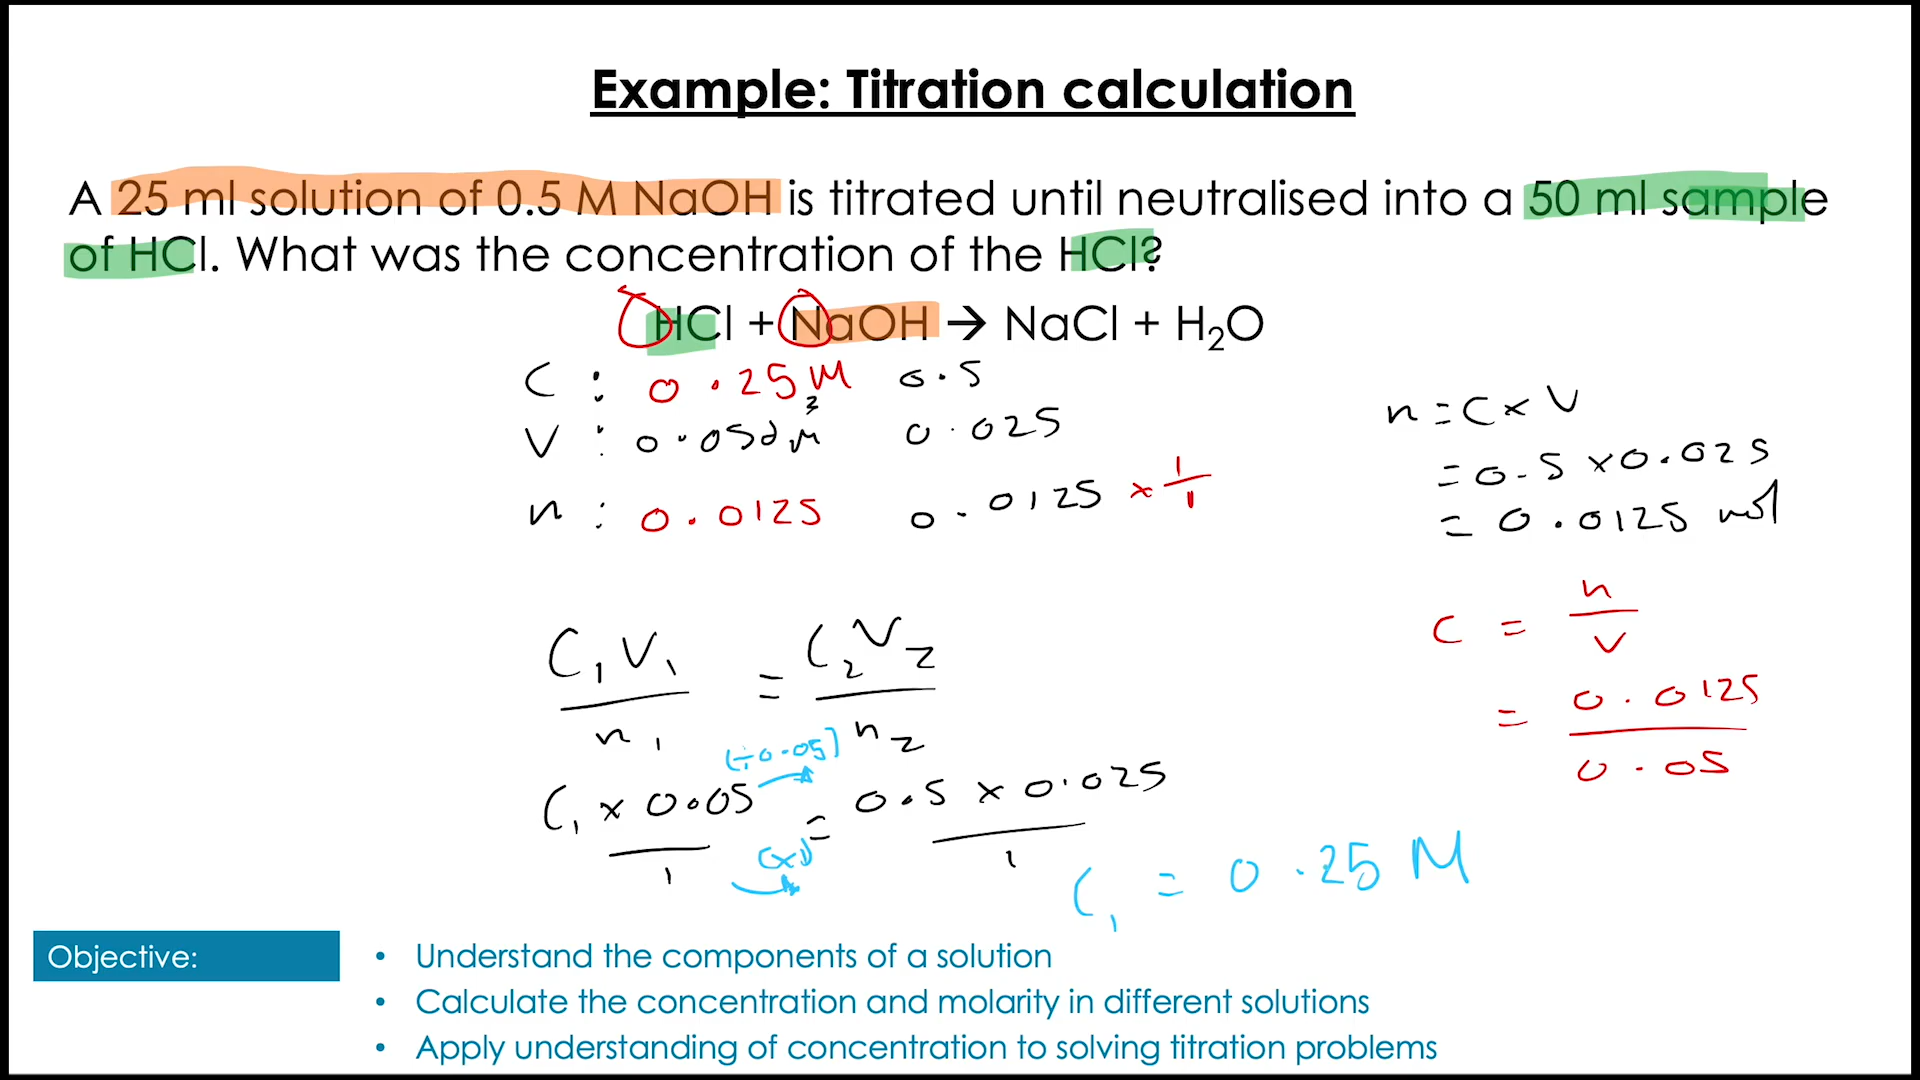 Example: Titration calculation
A 25 ml solution of 0.5 M NaOH is titrated until neutralised into a 50 ml sample
of HCl. What was the concentration of the HCl?
HCl + NaOH → NaCl + H₂O
C : 0.25M 0.5
V : 0.05dm³ 0.025
n : 0.0125 0.0125 × 1/1
n = C × V
= 0.5 × 0.025
= 0.0125 mol
C = n/V
= 0.0125/0.05
C₁V₁/n₁ = C₂V₂/n₂
(÷0.05)
C₁ × 0.05/1 = 0.5 × 0.025/1
(×1)
C₁ = 0.25 M
Objective:
• Understand the components of a solution
• Calculate the concentration and molarity in different solutions
• Apply understanding of concentration to solving titration problems